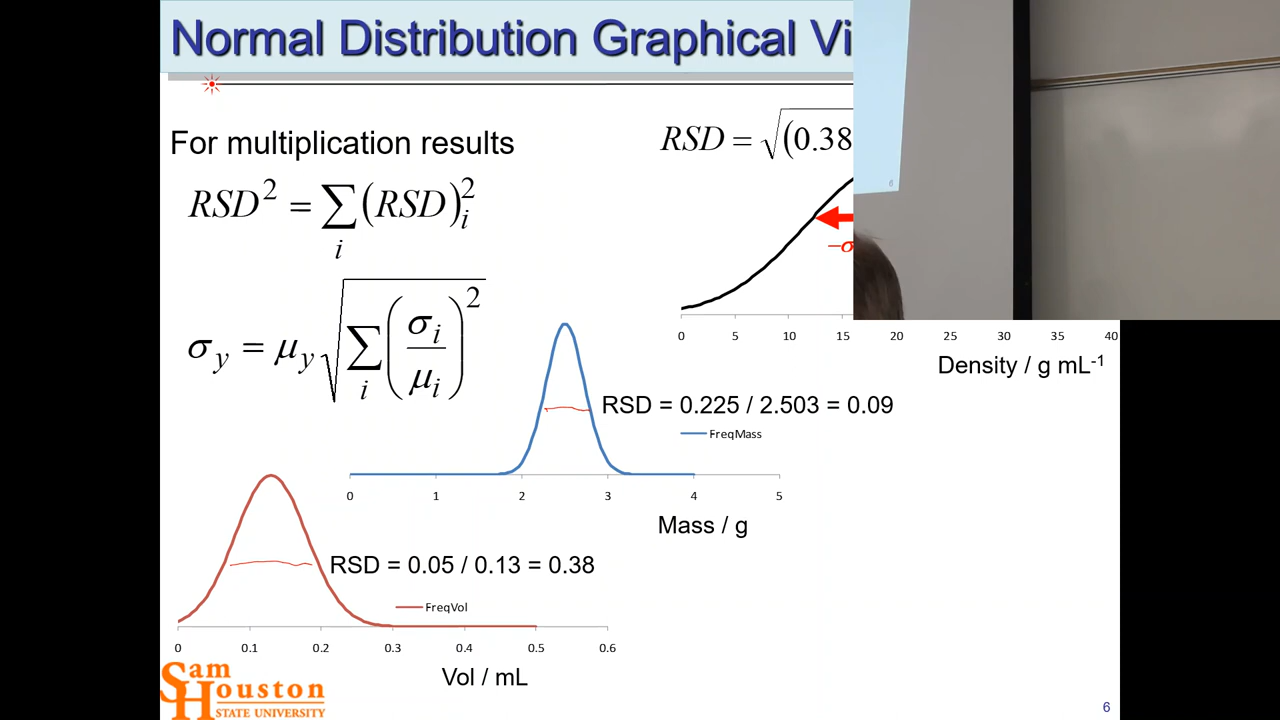 Normal Distribution Graphical Vi
For multiplication results
RSD² = ∑ᵢ (RSD)ᵢ²
σy = μy √∑ᵢ (σᵢ / μᵢ)²
RSD = √(0.38
−σ
0 5 10 15 20 25 30 35 40
Density / g mL⁻¹
RSD = 0.225 / 2.503 = 0.09
FreqMass
0 1 2 3 4 5
Mass / g
RSD = 0.05 / 0.13 = 0.38
FreqVol
0 0.1 0.2 0.3 0.4 0.5 0.6
Vol / mL
Sam
Houston
STATE UNIVERSITY
6
6